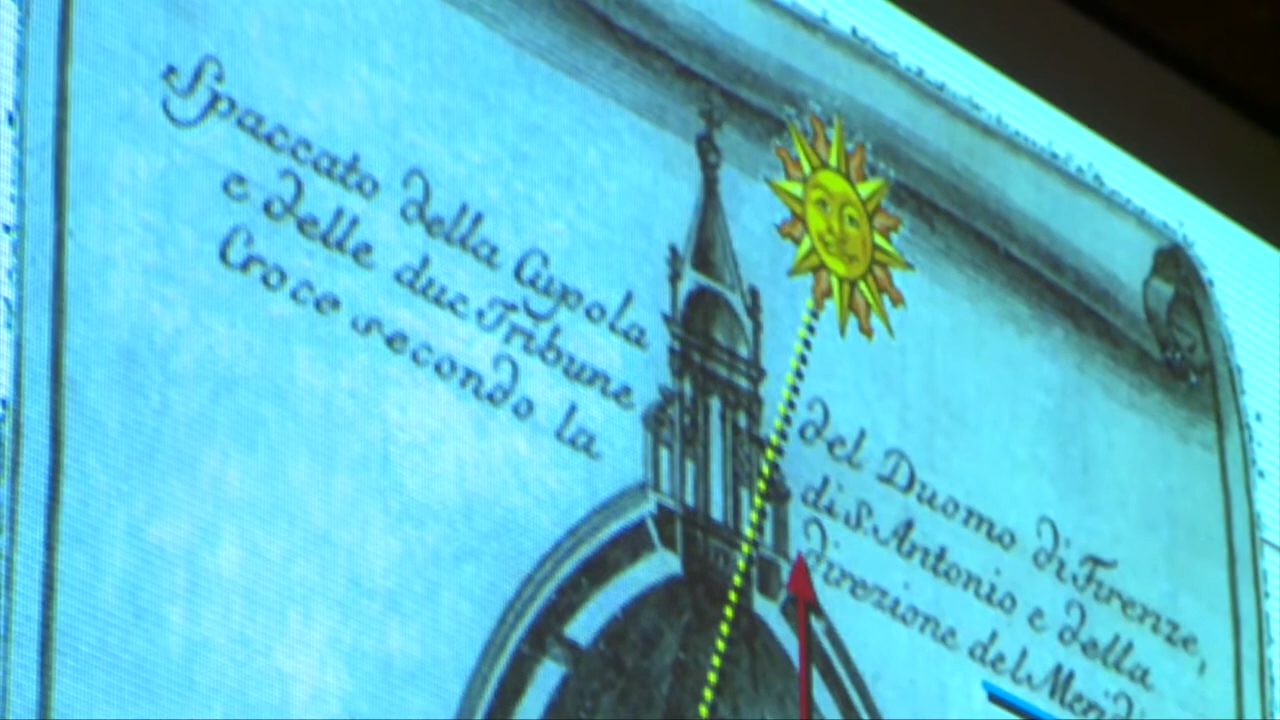 Spaccato della Cupola
e delle due Tribune
Croce secondo la
del Duomo di Firenze,
di S. Antonio e della
direzione del